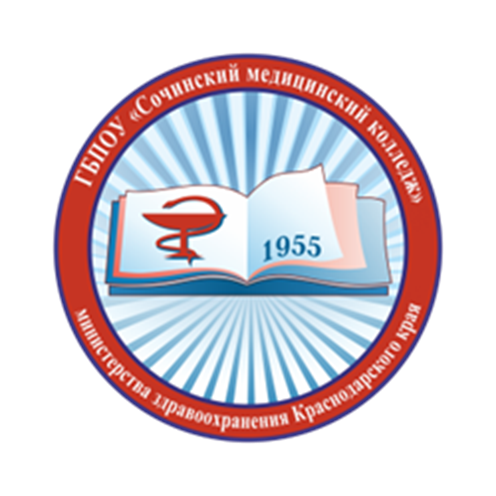 ГБПОУ «Сочинский медицинский колледж»
1955
министерства здравоохранения Краснодарского края